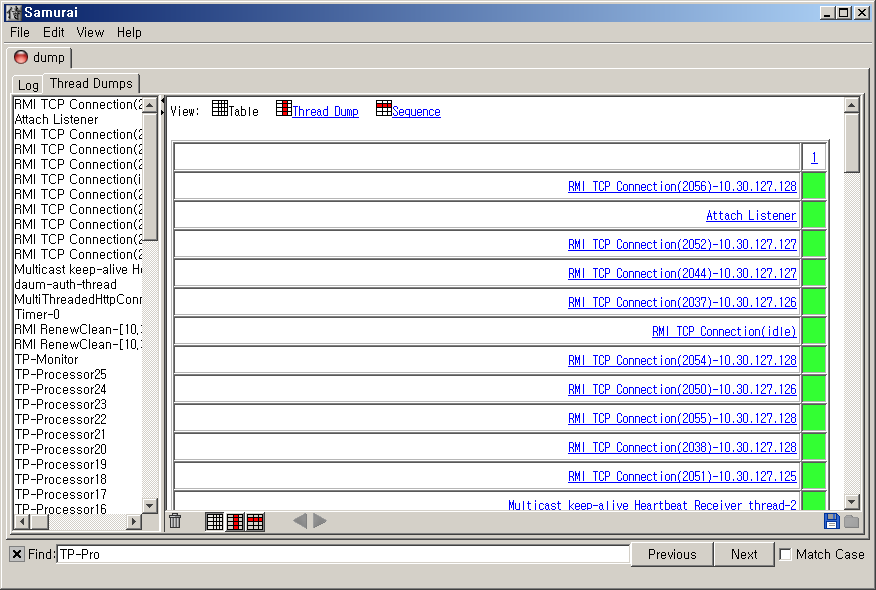 Samurai
File Edit View Help
dump
Log Thread Dumps
RMI TCP Connection(2
Attach Listener
RMI TCP Connection(2
RMI TCP Connection(2
RMI TCP Connection(2
RMI TCP Connection(i
RMI TCP Connection(2
RMI TCP Connection(2
RMI TCP Connection(2
RMI TCP Connection(2
RMI TCP Connection(2
Multicast keep-alive He
daum-auth-thread
MultiThreadedHttpConn
Timer-0
RMI RenewClean-[10.3
RMI RenewClean-[10.3
TP-Monitor
TP-Processor25
TP-Processor24
TP-Processor23
TP-Processor22
TP-Processor21
TP-Processor20
TP-Processor19
TP-Processor18
TP-Processor17
TP-Processor16
View: Table Thread Dump Sequence
1
RMI TCP Connection(2056)-10.30.127.128
Attach Listener
RMI TCP Connection(2052)-10.30.127.127
RMI TCP Connection(2044)-10.30.127.127
RMI TCP Connection(2037)-10.30.127.126
RMI TCP Connection(idle)
RMI TCP Connection(2054)-10.30.127.128
RMI TCP Connection(2050)-10.30.127.126
RMI TCP Connection(2055)-10.30.127.128
RMI TCP Connection(2038)-10.30.127.128
RMI TCP Connection(2051)-10.30.127.125
Multicast keep-alive Heartbeat Receiver thread-2
Find: TP-Pro Previous Next Match Case